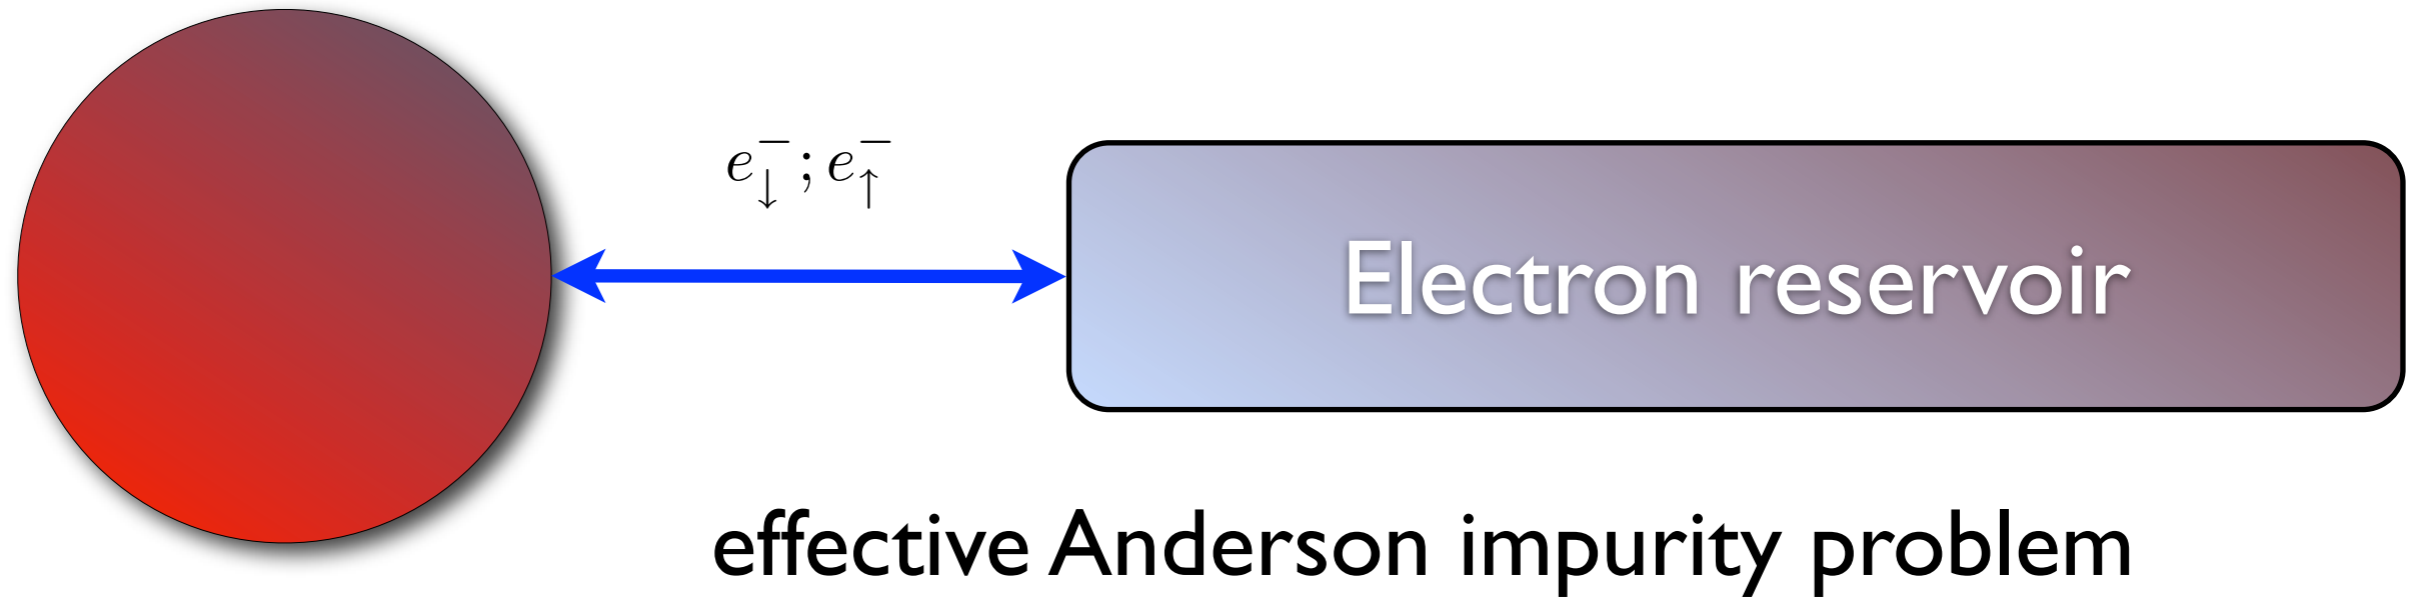 e⁻↓; e⁻↑
Electron reservoir
effective Anderson impurity problem